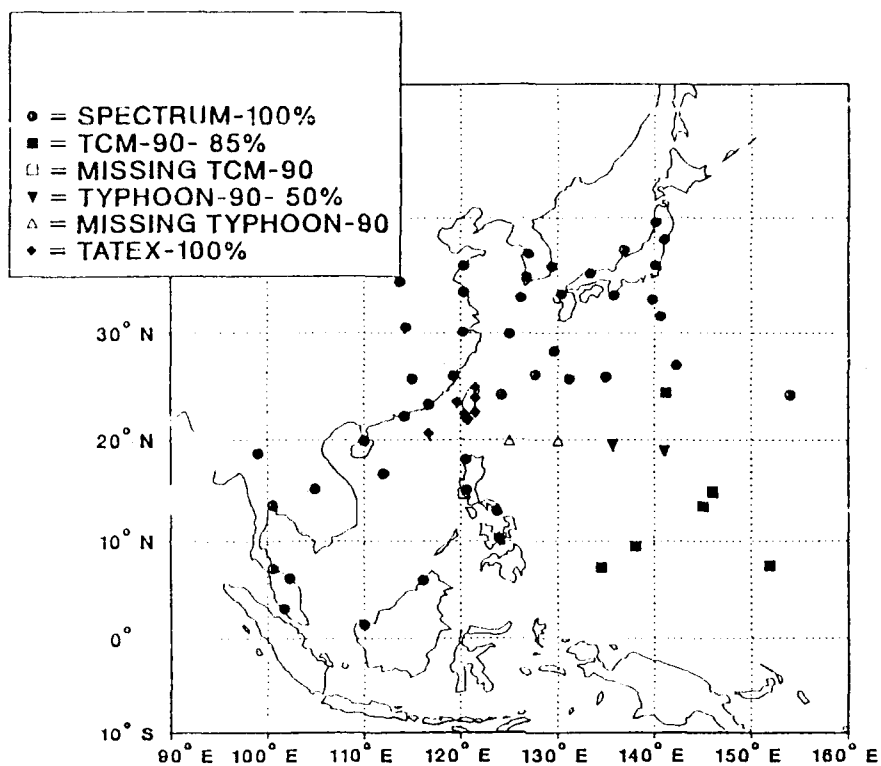 ● = SPECTRUM-100%
■ = TCM-90- 85%
□ = MISSING TCM-90
▼ = TYPHOON-90- 50%
△ = MISSING TYPHOON-90
◆ = TATEX-100%
30° N
20° N
10° N
0°
10° S
90° E 100° E 110° E 120° E 130° E 140° E 150° E 160° E